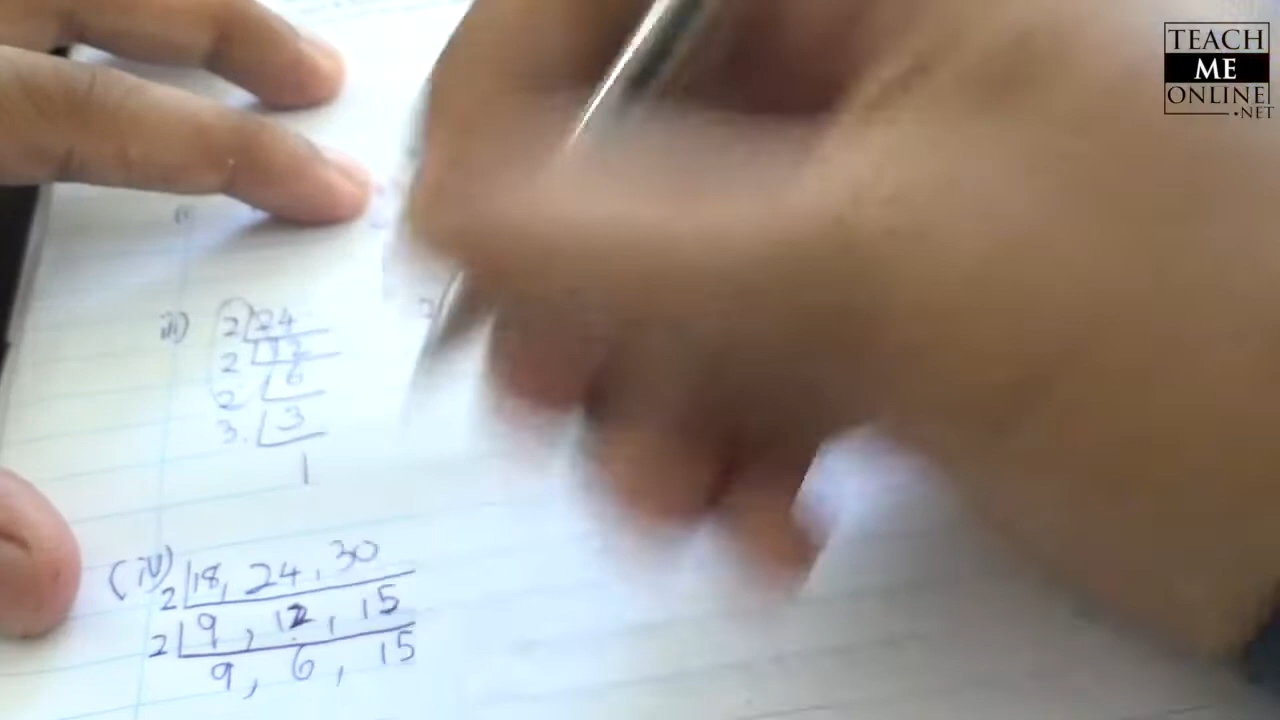 TEACH
ME
ONLINE
.NET
iii) 2 24
2 12
2 6
3. 3
1
(iv) 2 18, 24, 30
2 9, 12, 15
9, 6, 15